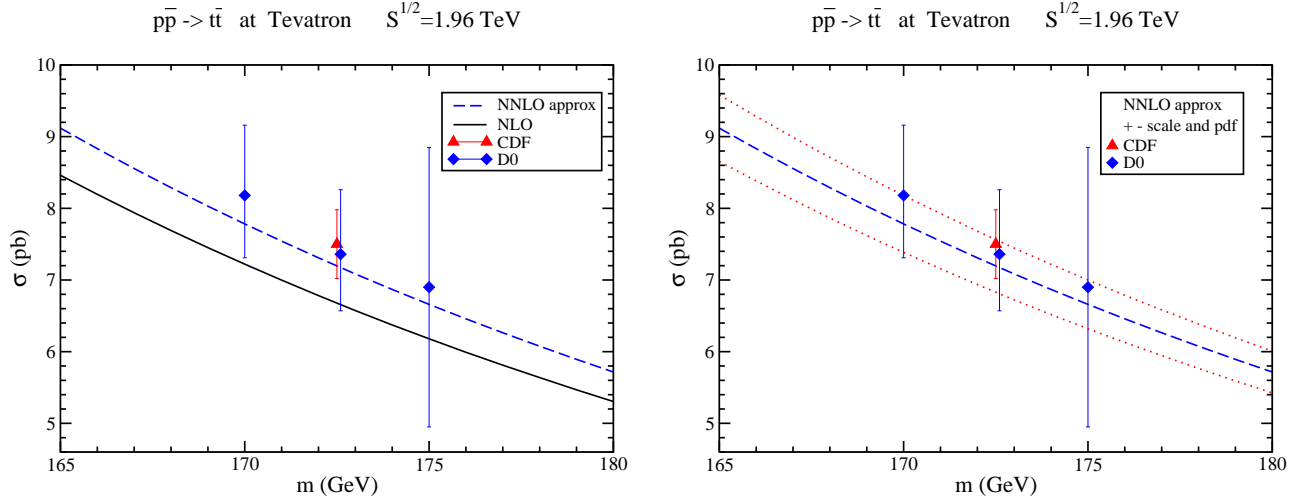 pp̅ -> tt̅ at Tevatron S^1/2=1.96 TeV
10
9
8
7
6
5
σ (pb)
NNLO approx
NLO
CDF
D0
165 170 175 180
m (GeV)
pp̅ -> tt̅ at Tevatron S^1/2=1.96 TeV
10
9
8
7
6
5
σ (pb)
NNLO approx
+ - scale and pdf
CDF
D0
165 170 175 180
m (GeV)